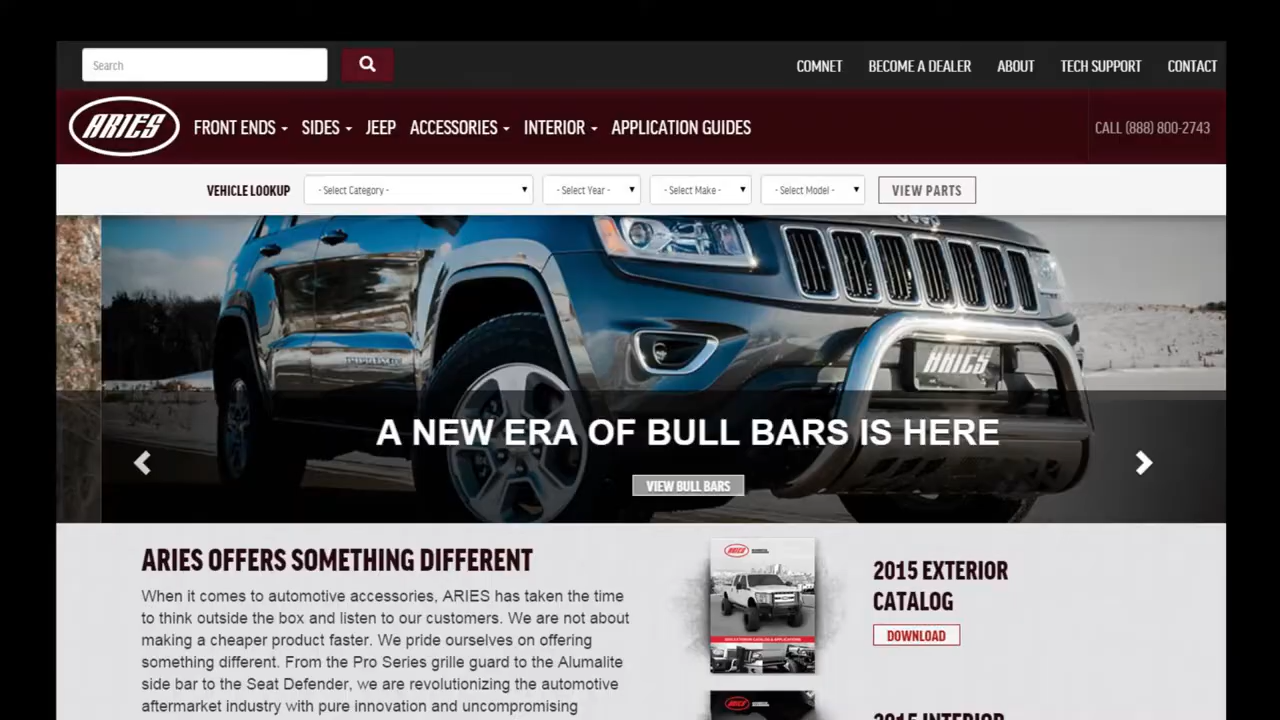 Search
COMNET BECOME A DEALER ABOUT TECH SUPPORT CONTACT
ARIES
FRONT ENDS SIDES JEEP ACCESSORIES INTERIOR APPLICATION GUIDES
CALL (888) 800-2743
VEHICLE LOOKUP - Select Category - - Select Year - - Select Make - - Select Model - VIEW PARTS
Jeep
ARIES
A NEW ERA OF BULL BARS IS HERE
VIEW BULL BARS
ARIES OFFERS SOMETHING DIFFERENT
When it comes to automotive accessories, ARIES has taken the time
to think outside the box and listen to our customers. We are not about
making a cheaper product faster. We pride ourselves on offering
something different. From the Pro Series grille guard to the Alumalite
side bar to the Seat Defender, we are revolutionizing the automotive
aftermarket industry with pure innovation and uncompromising
ARIES
2015 EXTERIOR
CATALOG
DOWNLOAD
ARIES
2015 INTERIOR